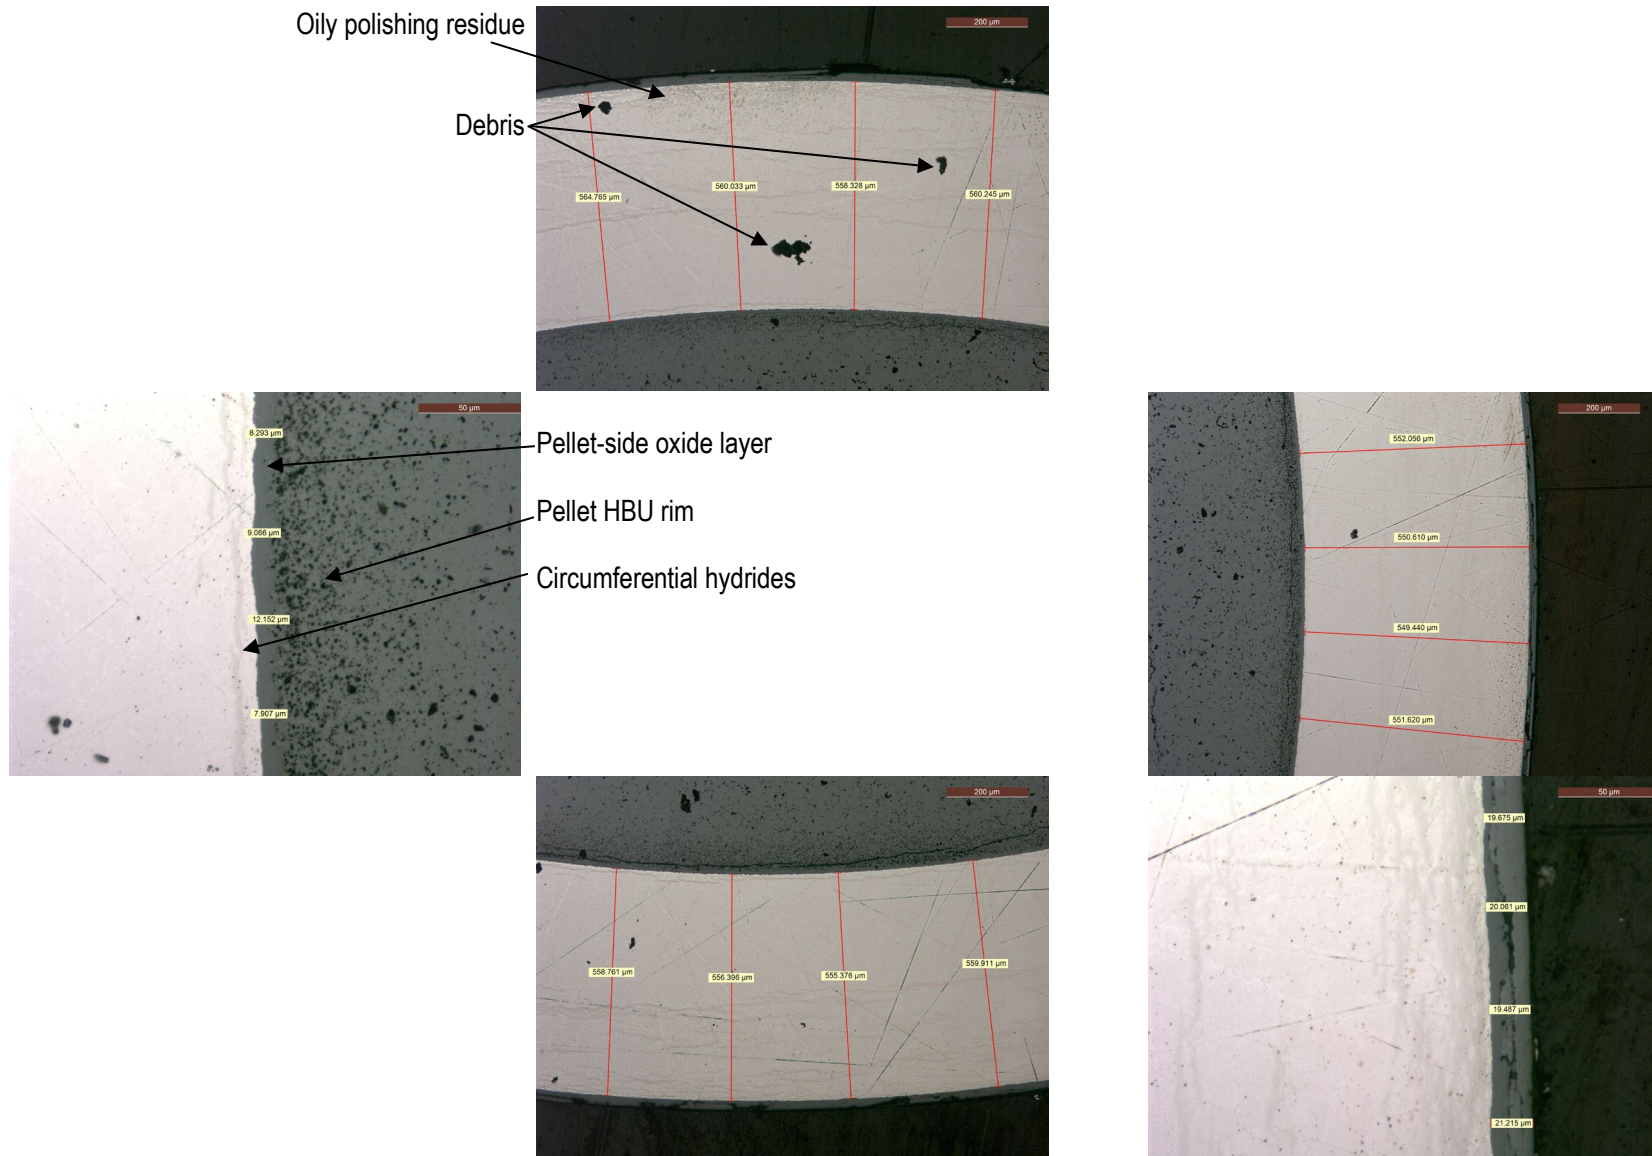 Oily polishing residue
Debris
200 µm
564.765 µm
560.033 µm
558.328 µm
560.245 µm
50 µm
8.293 µm
9.066 µm
12.152 µm
7.907 µm
Pellet-side oxide layer
Pellet HBU rim
Circumferential hydrides
200 µm
552.056 µm
550.610 µm
549.440 µm
551.620 µm
200 µm
558.761 µm
556.396 µm
555.376 µm
559.911 µm
50 µm
19.675 µm
20.061 µm
19.487 µm
21.215 µm